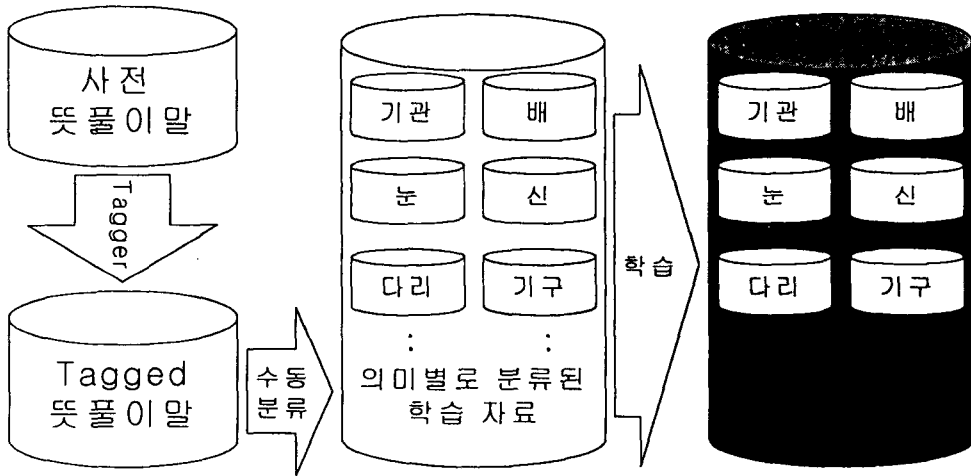 사전
뜻풀이말
Tagger
Tagged
뜻풀이말
수동
분류
기관 배
눈 신
다리 기구
: :
의미별로 분류된
학습 자료
학습
기관 배
눈 신
다리 기구